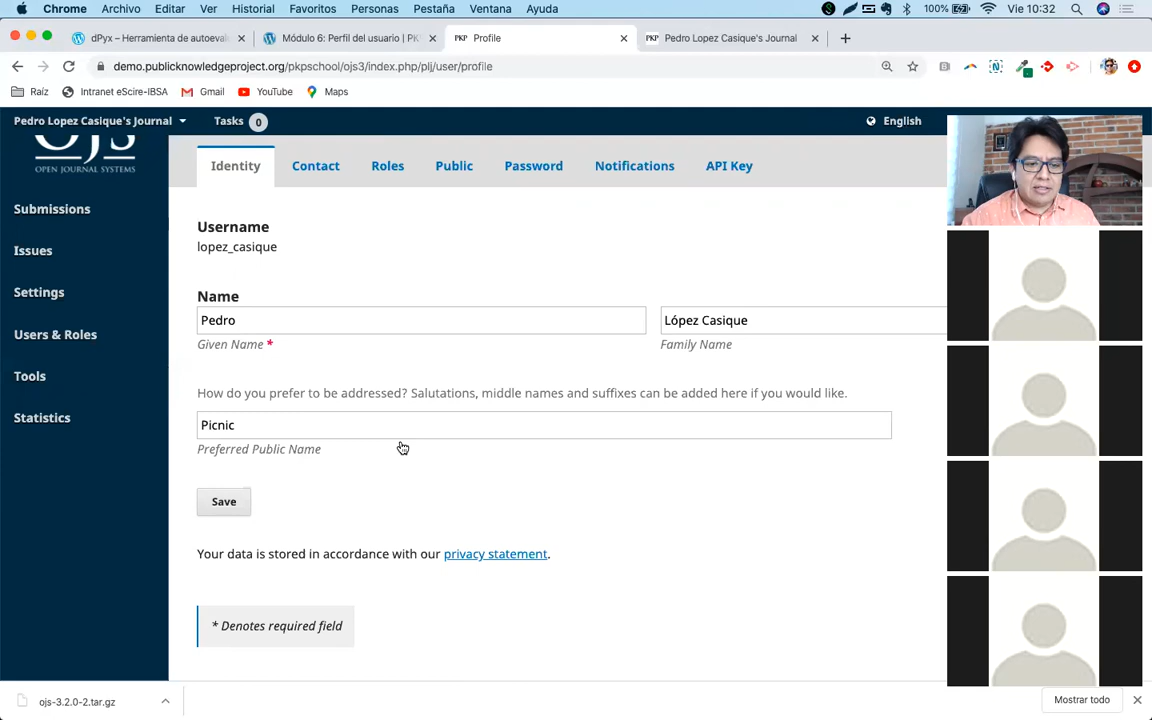 Chrome Archivo Editar Ver Historial Favoritos Personas Pestaña Ventana Ayuda 100% Vie 10:32
dPyx – Herramienta de autoeval Módulo 6: Perfil del usuario | PK PKP Profile PKP Pedro Lopez Casique's Journal
demo.publicknowledgeproject.org/pkpschool/ojs3/index.php/plj/user/profile
Raíz Intranet eScire-IBSA Gmail YouTube Maps
Pedro Lopez Casique's Journal Tasks 0 English
OJS
OPEN JOURNAL SYSTEMS
Identity Contact Roles Public Password Notifications API Key
Submissions
Issues
Settings
Users & Roles
Tools
Statistics
Username
lopez_casique
Name
Pedro López Casique
Given Name * Family Name
How do you prefer to be addressed? Salutations, middle names and suffixes can be added here if you would like.
Picnic
Preferred Public Name
Save
Your data is stored in accordance with our privacy statement.
* Denotes required field
ojs-3.2.0-2.tar.gz Mostrar todo